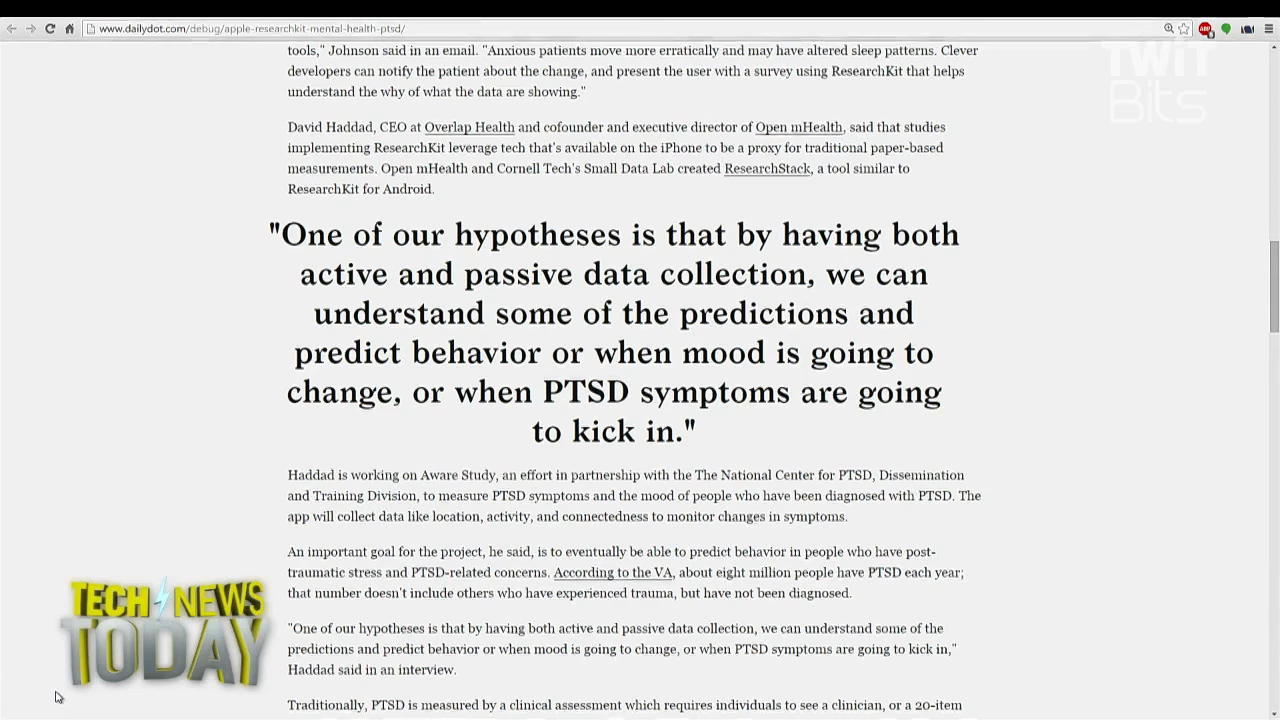 www.dailydot.com/debug/apple-researchkit-mental-health-ptsd/
tools," Johnson said in an email. "Anxious patients move more erratically and may have altered sleep patterns. Clever
developers can notify the patient about the change, and present the user with a survey using ResearchKit that helps
understand the why of what the data are showing."
TWiT
Bits
David Haddad, CEO at Overlap Health and cofounder and executive director of Open mHealth, said that studies
implementing ResearchKit leverage tech that's available on the iPhone to be a proxy for traditional paper-based
measurements. Open mHealth and Cornell Tech's Small Data Lab created ResearchStack, a tool similar to
ResearchKit for Android.
"One of our hypotheses is that by having both
active and passive data collection, we can
understand some of the predictions and
predict behavior or when mood is going to
change, or when PTSD symptoms are going
to kick in."
Haddad is working on Aware Study, an effort in partnership with the The National Center for PTSD, Dissemination
and Training Division, to measure PTSD symptoms and the mood of people who have been diagnosed with PTSD. The
app will collect data like location, activity, and connectedness to monitor changes in symptoms.
An important goal for the project, he said, is to eventually be able to predict behavior in people who have post-
traumatic stress and PTSD-related concerns. According to the VA, about eight million people have PTSD each year;
that number doesn't include others who have experienced trauma, but have not been diagnosed.
TECH NEWS
TODAY
"One of our hypotheses is that by having both active and passive data collection, we can understand some of the
predictions and predict behavior or when mood is going to change, or when PTSD symptoms are going to kick in,"
Haddad said in an interview.
Traditionally, PTSD is measured by a clinical assessment which requires individuals to see a clinician, or a 20-item